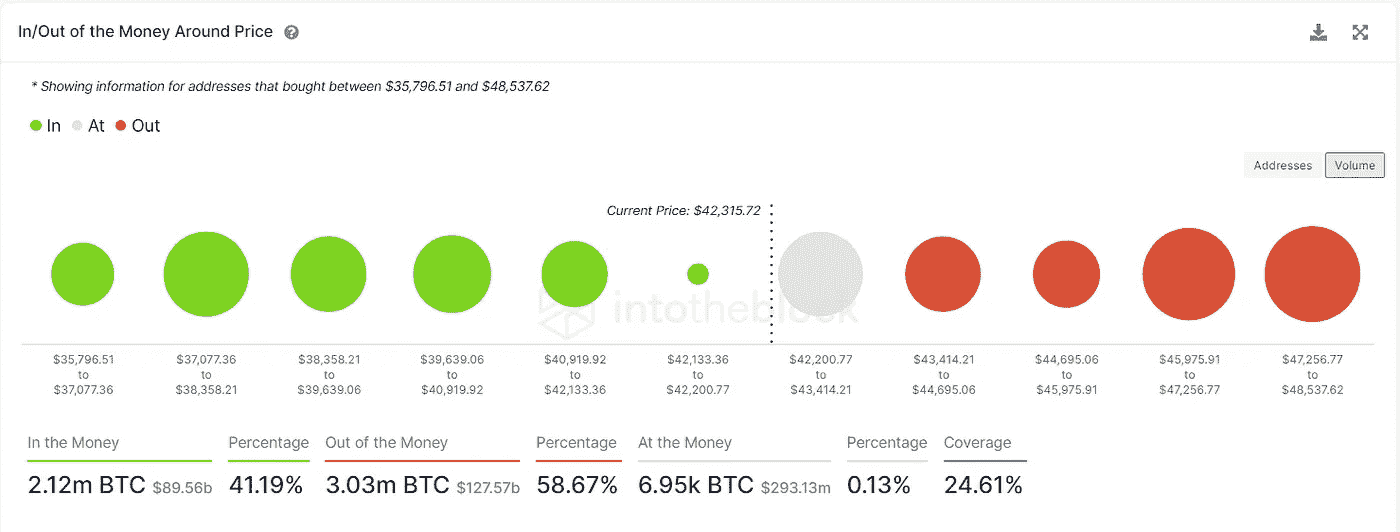 In/Out of the Money Around Price ?
* Showing information for addresses that bought between $35,796.51 and $48,537.62
In At Out
Addresses Volume
Current Price: $42,315.72
intotheblock
$35,796.51 $37,077.36 $38,358.21 $39,639.06 $40,919.92 $42,133.36 $42,200.77 $43,414.21 $44,695.06 $45,975.91 $47,256.77
to to to to to to to to to to to
$37,077.36 $38,358.21 $39,639.06 $40,919.92 $42,133.36 $42,200.77 $43,414.21 $44,695.06 $45,975.91 $47,256.77 $48,537.62
In the Money Percentage Out of the Money Percentage At the Money Percentage Coverage
2.12m BTC $89.56b 41.19% 3.03m BTC $127.57b 58.67% 6.95k BTC $293.13m 0.13% 24.61%